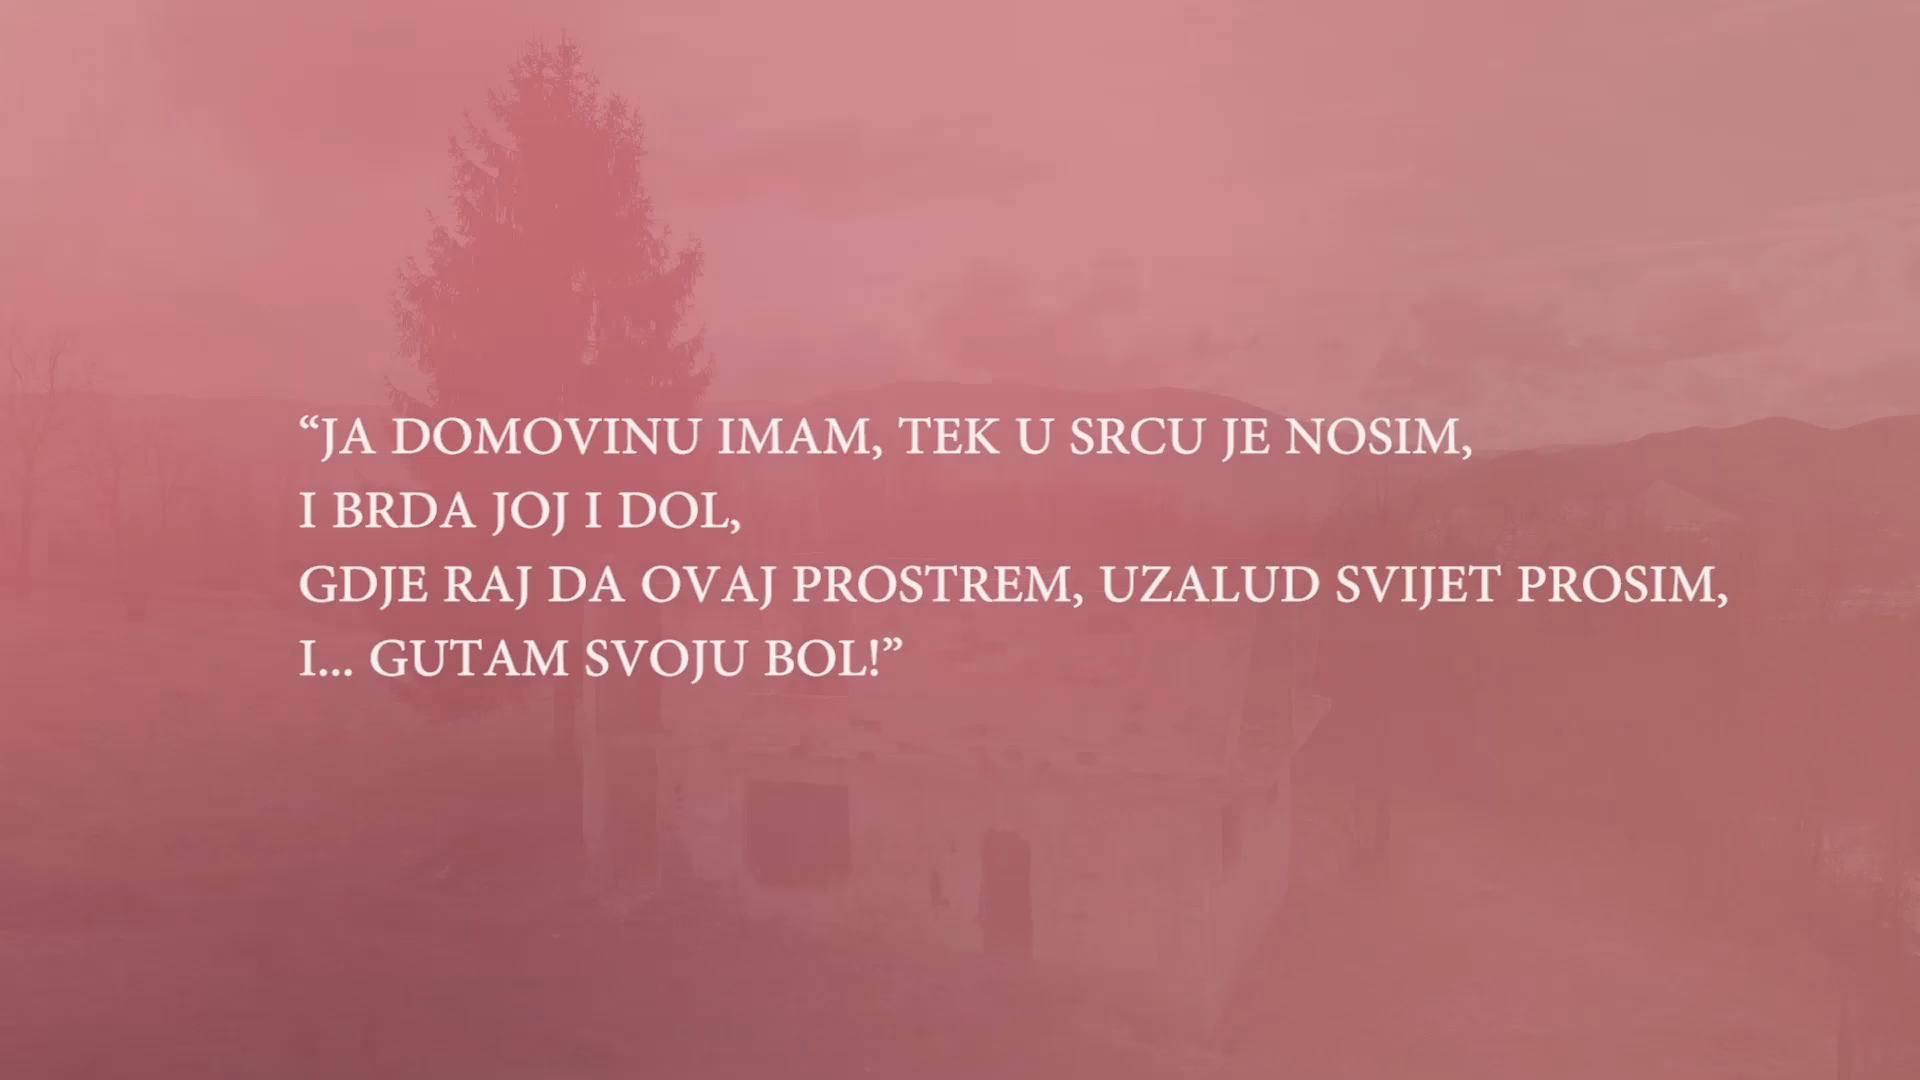 “JA DOMOVINU IMAM, TEK U SRCU JE NOSIM,
I BRDA JOJ I DOL,
GDJE RAJ DA OVAJ PROSTREM, UZALUD SVIJET PROSIM,
I... GUTAM SVOJU BOL!”